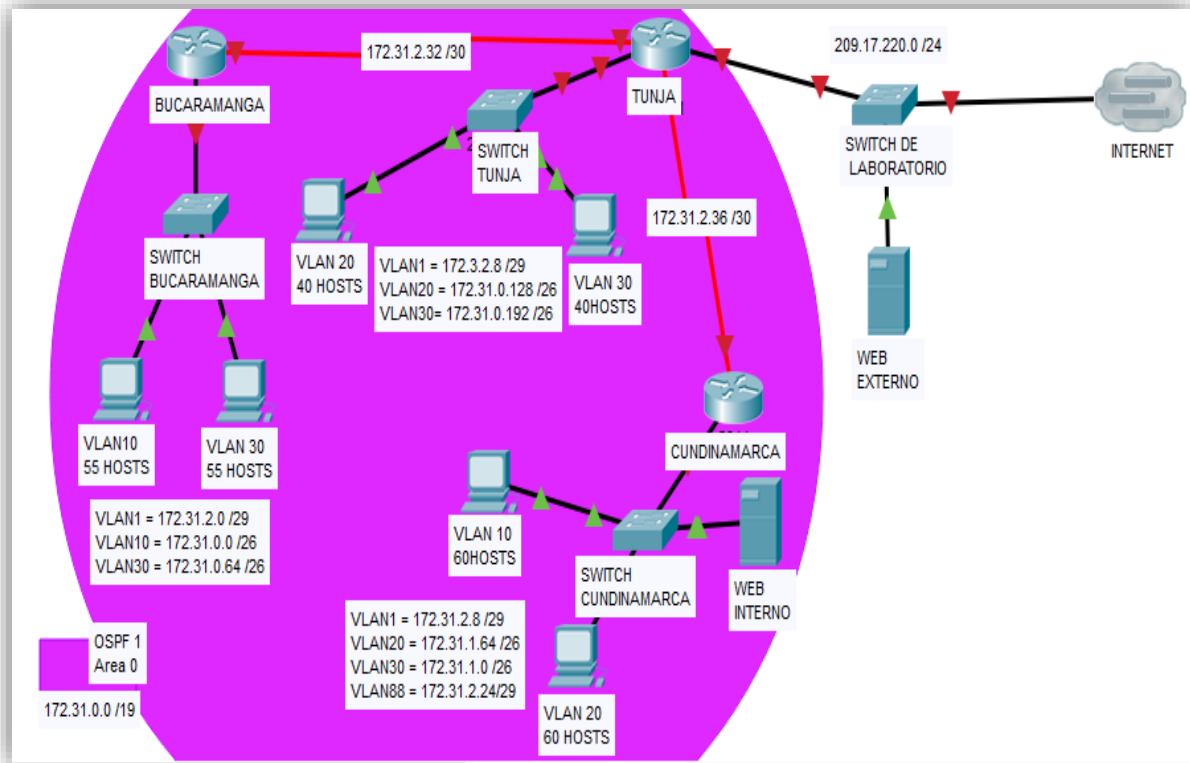 172.31.2.32 /30
209.17.220.0 /24
BUCARAMANGA
TUNJA
INTERNET
SWITCH DE
LABORATORIO
SWITCH
TUNJA
172.31.2.36 /30
SWITCH
BUCARAMANGA
VLAN 20
40 HOSTS
VLAN1 = 172.3.2.8 /29
VLAN20 = 172.31.0.128 /26
VLAN30= 172.31.0.192 /26
VLAN 30
40HOSTS
WEB
EXTERNO
VLAN10
55 HOSTS
VLAN 30
55 HOSTS
CUNDINAMARCA
VLAN1 = 172.31.2.0 /29
VLAN10 = 172.31.0.0 /26
VLAN30 = 172.31.0.64 /26
VLAN 10
60HOSTS
SWITCH
CUNDINAMARCA
WEB
INTERNO
VLAN1 = 172.31.2.8 /29
VLAN20 = 172.31.1.64 /26
VLAN30 = 172.31.1.0 /26
VLAN88 = 172.31.2.24/29
OSPF 1
Area 0
172.31.0.0 /19
VLAN 20
60 HOSTS